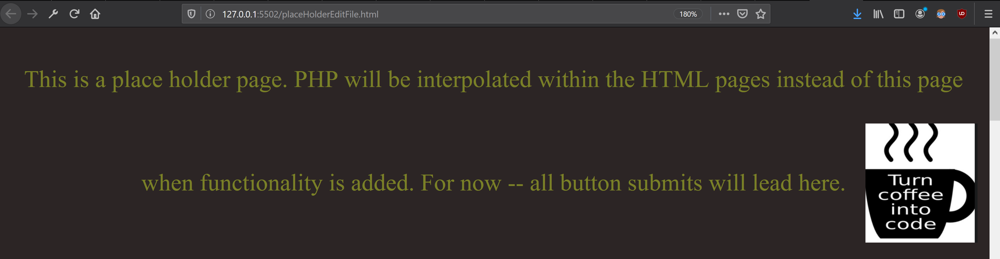 127.0.0.1:5502/placeHolderEditFile.html
180%
This is a place holder page. PHP will be interpolated within the HTML pages instead of this page
when functionality is added. For now -- all button submits will lead here.
Turn
coffee
into
code